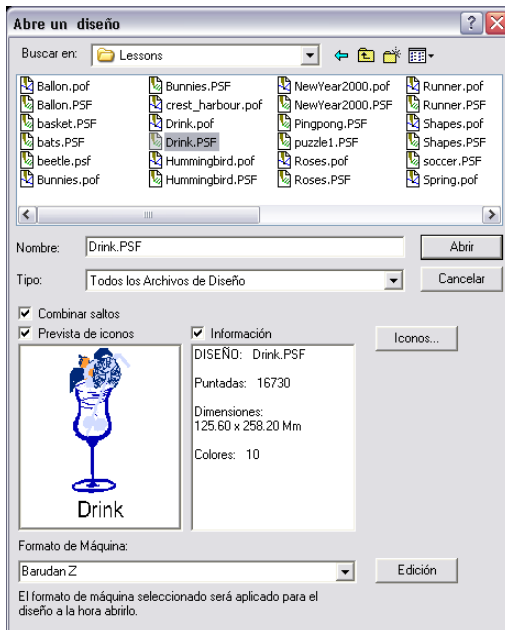 Abre un diseño
Buscar en: Lessons
Ballon.pof Bunnies.PSF NewYear2000.pof Runner.pof
Ballon.PSF crest_harbour.pof NewYear2000.PSF Runner.PSF
basket.PSF Drink.pof Pingpong.PSF Shapes.pof
bats.PSF Drink.PSF puzzle1.PSF Shapes.PSF
beetle.psf Hummingbird.pof Roses.pof soccer.PSF
Bunnies.pof Hummingbird.PSF Roses.PSF Spring.pof
Nombre: Drink.PSF Abrir
Tipo: Todos los Archivos de Diseño Cancelar
Combinar saltos
Prevista de iconos Información Iconos...
DISEÑO: Drink.PSF
Puntadas: 16730
Dimensiones:
125.60 x 258.20 Mm
Colores: 10
Drink
Formato de Máquina:
Barudan Z Edición
El formato de máquina seleccionado será aplicado para el
diseño a la hora abrirlo.